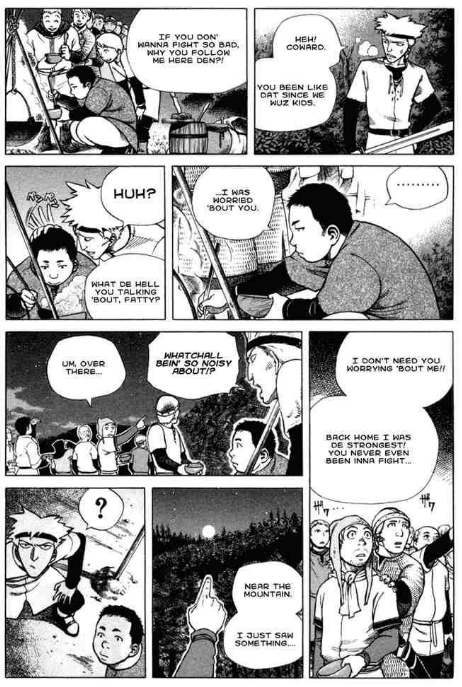 HEH!
COWARD.
YOU BEEN LIKE
DAT SINCE WE
WUZ KIDS.
IF YOU DON'
WANNA FIGHT SO BAD,
WHY YOU FOLLOW
ME HERE DEN?!
.........
...I WAS
WORRIED
'BOUT YOU.
HUH?
WHAT DE HELL
YOU TALKING
'BOUT, FATTY?
I DON'T NEED YOU
WORRYING 'BOUT ME!!
BACK HOME I WAS
DE STRONGEST!
YOU NEVER EVEN
BEEN INNA FIGHT...
WHATCHALL
BEIN' SO NOISY
ABOUT!?
UM, OVER
THERE...
NEAR THE
MOUNTAIN.
I JUST SAW
SOMETHING....
?